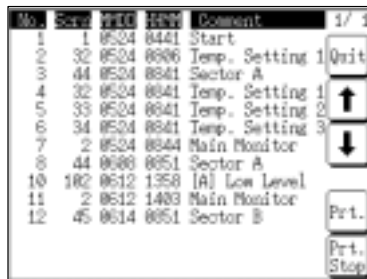 No. Scrn MMDD HHMM Comment 1/ 1
1 1 0524 0441 Start
2 32 0524 0806 Temp. Setting 1
3 44 0524 0841 Sector A
4 32 0524 0841 Temp. Setting 1
5 33 0524 0841 Temp. Setting 2
6 34 0524 0841 Temp. Setting 3
7 2 0524 0844 Main Monitor
8 44 0608 0851 Sector A
10 102 0612 1358 [A] Low Level
11 2 0612 1403 Main Monitor
12 45 0614 0851 Sector B
Quit
Prt.
Prt.
Stop